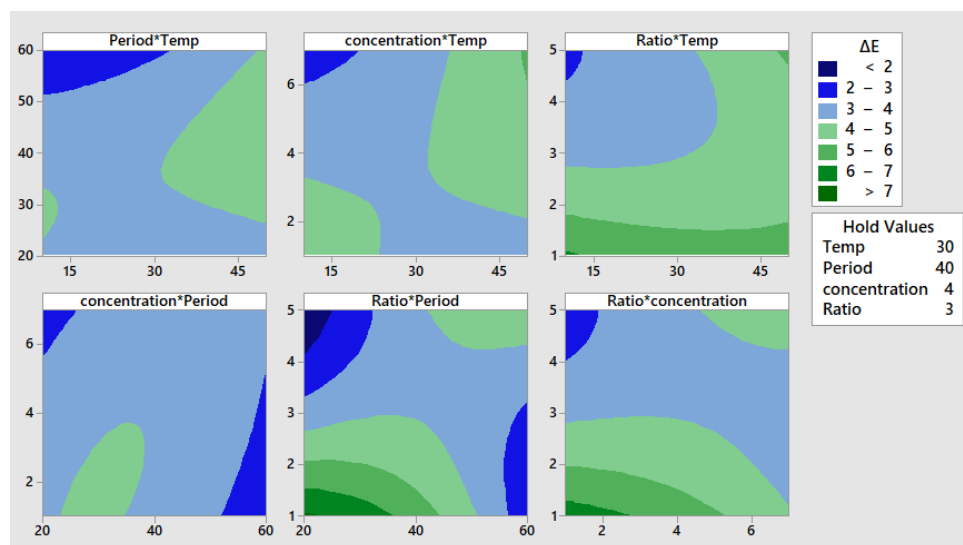 Period*Temp
60
50
40
30
20
15
30
45
concentration*Temp
6
4
2
15
30
45
Ratio*Temp
5
4
3
2
1
15
30
45
ΔE
< 2
2 – 3
3 – 4
4 – 5
5 – 6
6 – 7
> 7
Hold Values
Temp 30
Period 40
concentration 4
Ratio 3
concentration*Period
6
4
2
20
40
60
Ratio*Period
5
4
3
2
1
20
40
60
Ratio*concentration
5
4
3
2
1
2
4
6